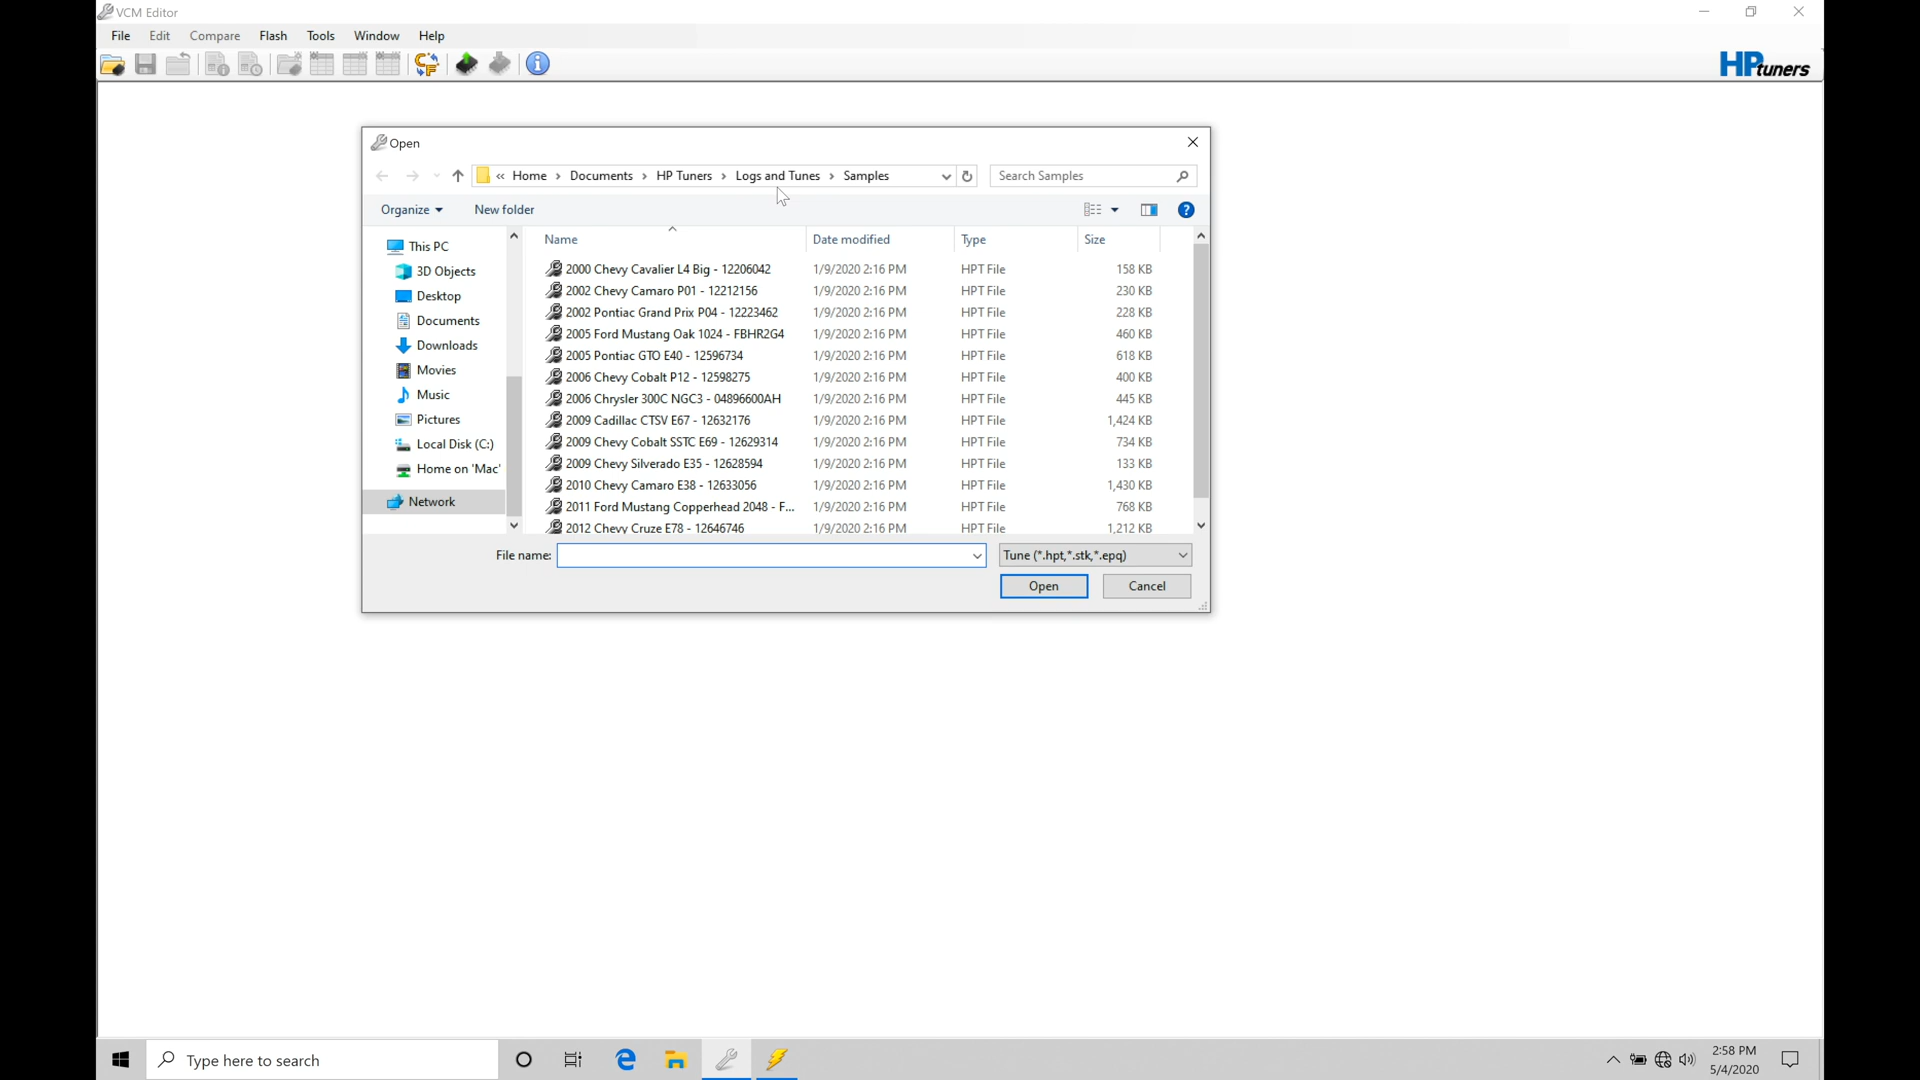 VCM Editor
File Edit Compare Flash Tools Window Help
HPtuners
Open
« Home › Documents › HP Tuners › Logs and Tunes › Samples
Search Samples
Organize
New folder
Name Date modified Type Size
This PC
3D Objects
Desktop
Documents
Downloads
Movies
Music
Pictures
Local Disk (C:)
Home on 'Mac'
Network
2000 Chevy Cavalier L4 Big - 12206042 1/9/2020 2:16 PM HPT File 158 KB
2002 Chevy Camaro P01 - 12212156 1/9/2020 2:16 PM HPT File 230 KB
2002 Pontiac Grand Prix P04 - 12223462 1/9/2020 2:16 PM HPT File 228 KB
2005 Ford Mustang Oak 1024 - FBHR2G4 1/9/2020 2:16 PM HPT File 460 KB
2005 Pontiac GTO E40 - 12596734 1/9/2020 2:16 PM HPT File 618 KB
2006 Chevy Cobalt P12 - 12598275 1/9/2020 2:16 PM HPT File 400 KB
2006 Chrysler 300C NGC3 - 04896600AH 1/9/2020 2:16 PM HPT File 445 KB
2009 Cadillac CTSV E67 - 12632176 1/9/2020 2:16 PM HPT File 1,424 KB
2009 Chevy Cobalt SSTC E69 - 12629314 1/9/2020 2:16 PM HPT File 734 KB
2009 Chevy Silverado E35 - 12628594 1/9/2020 2:16 PM HPT File 133 KB
2010 Chevy Camaro E38 - 12633056 1/9/2020 2:16 PM HPT File 1,430 KB
2011 Ford Mustang Copperhead 2048 - F... 1/9/2020 2:16 PM HPT File 768 KB
2012 Chevy Cruze E78 - 12646746 1/9/2020 2:16 PM HPT File 1,212 KB
File name:
Tune (*.hpt,*.stk,*.epq)
Open
Cancel
Type here to search
2:58 PM
5/4/2020